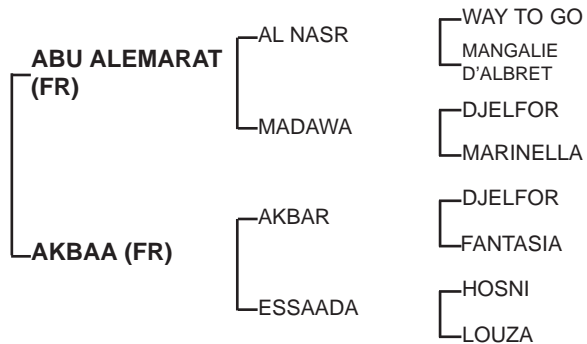 ABU ALEMARAT
(FR)
AKBAA (FR)
AL NASR
MADAWA
AKBAR
ESSAADA
WAY TO GO
MANGALIE
D'ALBRET
DJELFOR
MARINELLA
DJELFOR
FANTASIA
HOSNI
LOUZA